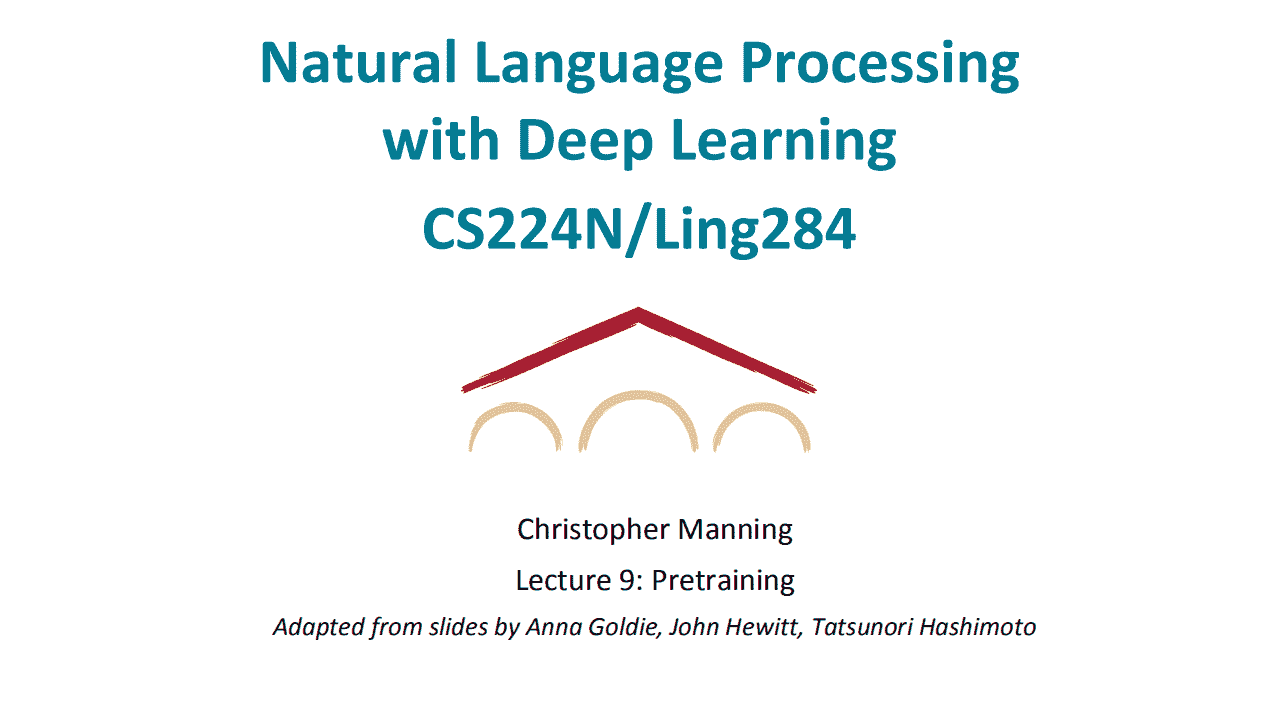 Natural Language Processing
with Deep Learning
CS224N/Ling284
Christopher Manning
Lecture 9: Pretraining
Adapted from slides by Anna Goldie, John Hewitt, Tatsunori Hashimoto